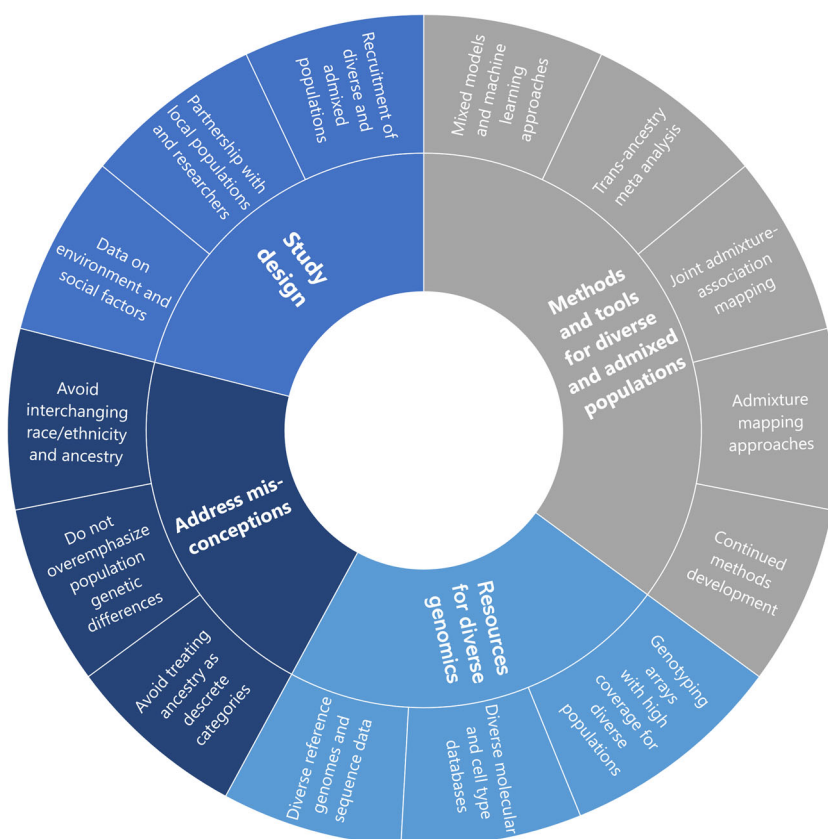 Mixed models
and machine
learning
approaches
Trans-ancestry
meta analysis
Joint admixture-
association
mapping
Admixture
mapping
approaches
Continued
methods
development
Methods
and tools
for diverse
and admixed
populations
Genotyping
arrays
with high
coverage for
diverse
populations
Diverse molecular
and cell type
databases
Diverse reference
genomes and
sequence data
Resources
for diverse
genomics
Avoid treating
ancestry as
descrete
categories
Do not
overemphasize
population
genetic
differences
Avoid
interchanging
race/ethnicity
and ancestry
Address mis-
conceptions
Data on
environment and
social factors
Partnership with
local populations
and researchers
Recruitment of
diverse and
admixed
populations
Study
design